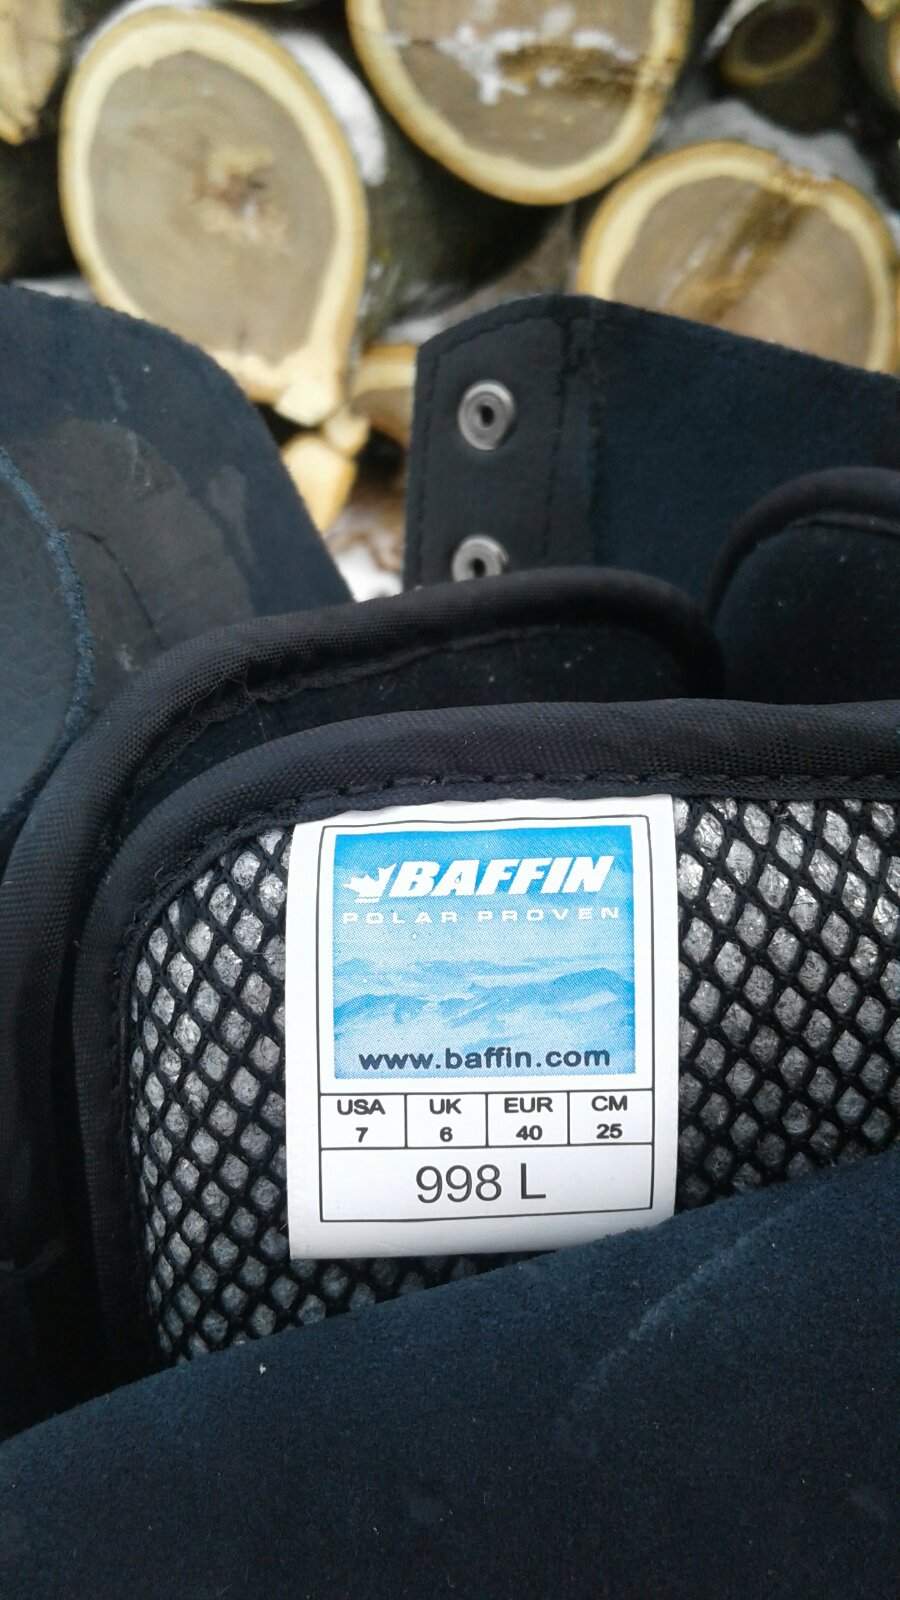 BAFFIN
POLAR PROVEN
www.baffin.com
USA UK EUR CM
7 6 40 25
998 L